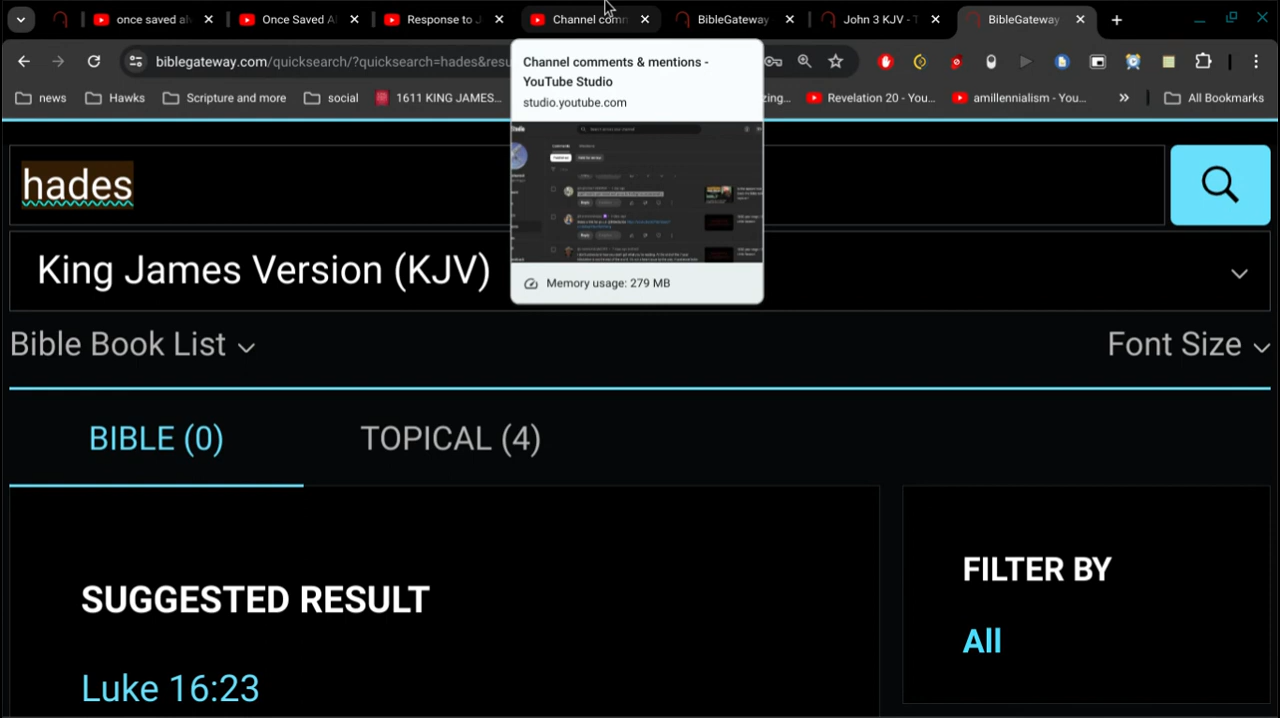 once saved al
Once Saved A
Response to J
Channel comm
BibleGateway
John 3 KJV - T
BibleGateway
biblegateway.com/quicksearch/?quicksearch=hades&resu
news
Hawks
Scripture and more
social
1611 KING JAMES...
zing...
Revelation 20 - You...
amillennialism - You...
All Bookmarks
Channel comments & mentions -
YouTube Studio
studio.youtube.com
Memory usage: 279 MB
hades
King James Version (KJV)
Bible Book List
Font Size
BIBLE (0)
TOPICAL (4)
SUGGESTED RESULT
Luke 16:23
FILTER BY
All